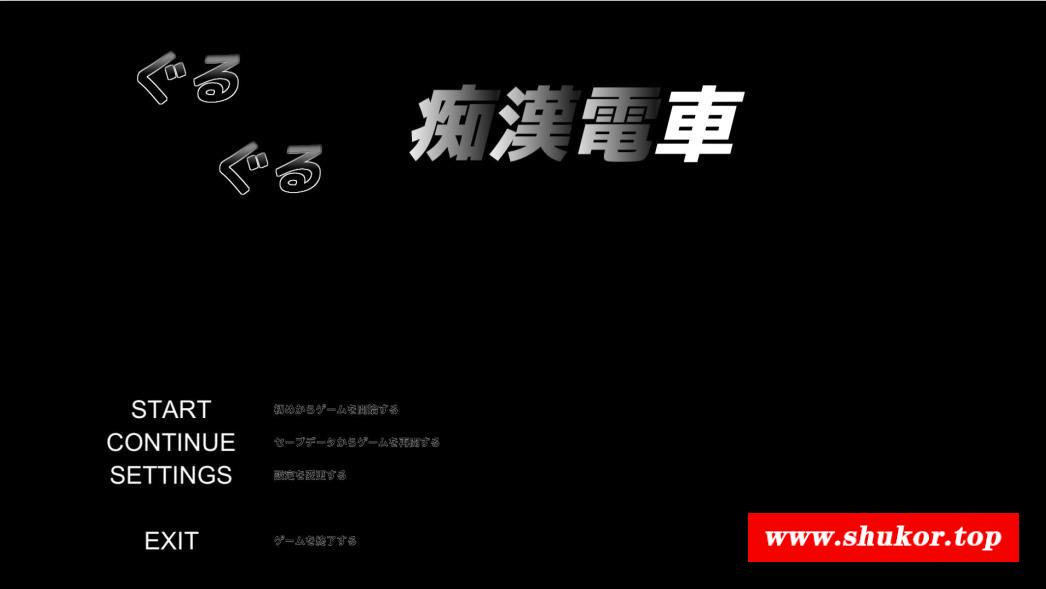 ぐる
ぐる
痴漢電車
START 初めからゲームを開始する
CONTINUE セーブデータからゲームを再開する
SETTINGS 設定を変更する
EXIT ゲームを終了する
www.shukor.top